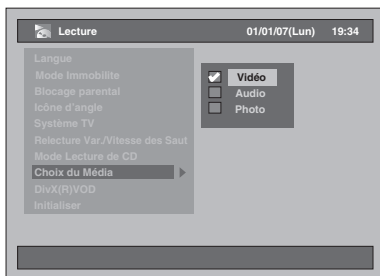 Lecture 01/01/07(Lun) 19:34
Langue
Mode Immobilite
Blocage parental
Icône d'angle
Système TV
Relecture Var./Vitesse des Saut
Mode Lecture de CD
Choix du Média
DivX(R)VOD
Initialiser
Vidéo
Audio
Photo